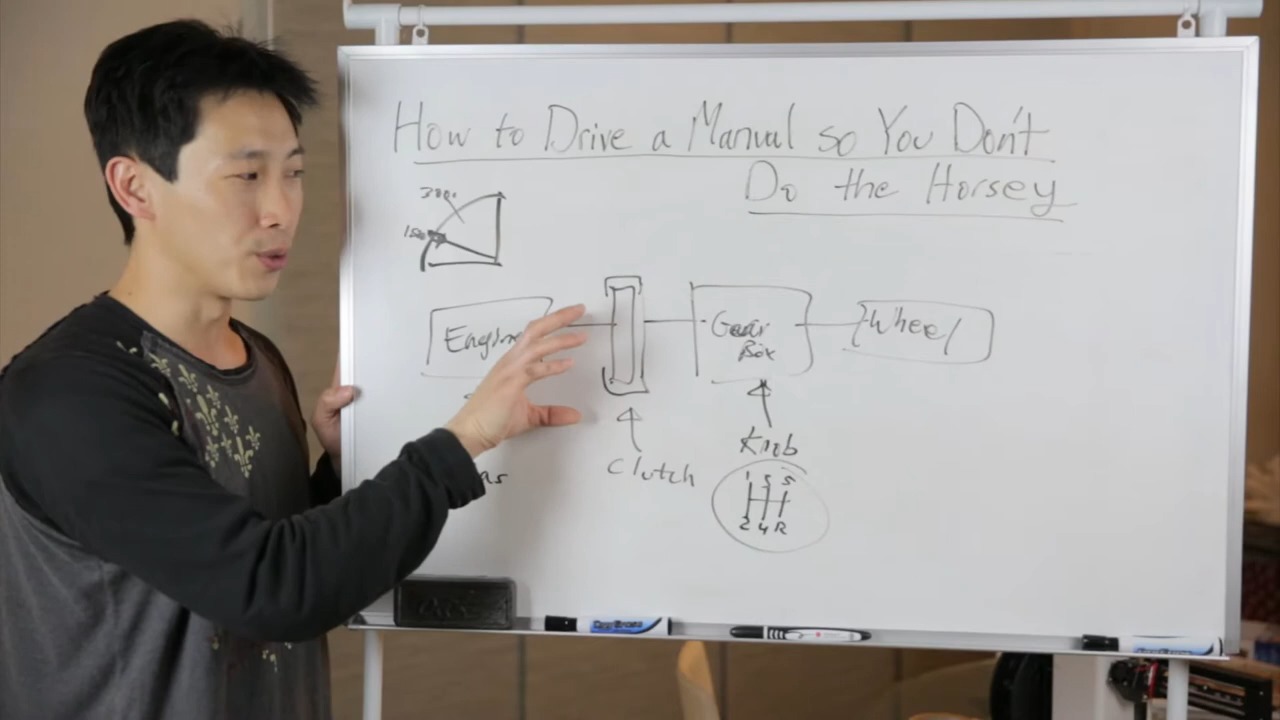 How to Drive a Manual so You Don't
Do the Horsey
Engine
Gear
Box
Wheel
Clutch
Knob
1 5 5
2 4 R